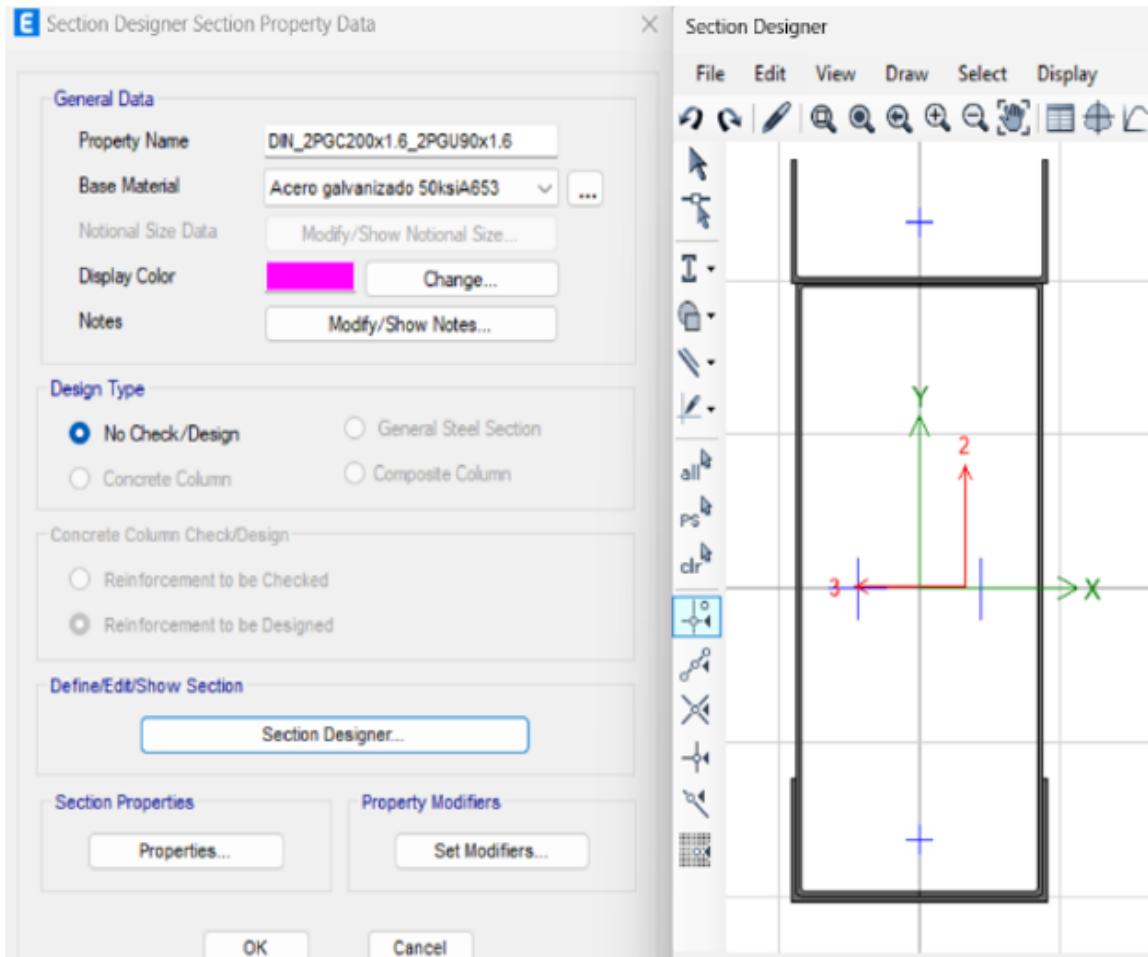 E Section Designer Section Property Data
General Data
Property Name DIN_2PGC200x1.6_2PGU90x1.6
Base Material Acero galvanizado 50ksiA653 ...
Notional Size Data Modify/Show Notional Size...
Display Color Change...
Notes Modify/Show Notes...
Design Type
No Check/Design General Steel Section
Concrete Column Composite Column
Concrete Column Check/Design
Reinforcement to be Checked
Reinforcement to be Designed
Define/Edit/Show Section
Section Designer...
Section Properties Property Modifiers
Properties... Set Modifiers...
OK Cancel
Section Designer
File Edit View Draw Select Display
all
PS
clr
Y
2
3
X